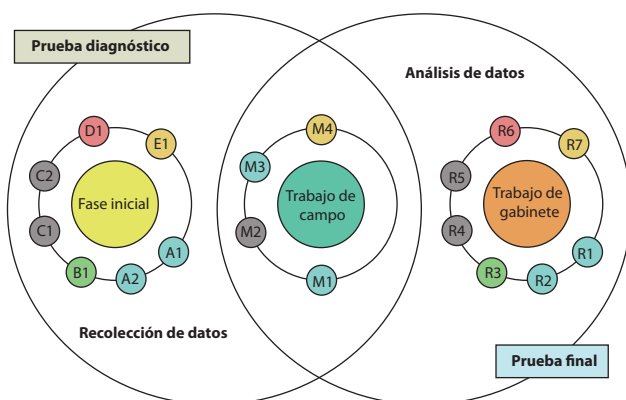 Prueba diagnóstico
Análisis de datos
D1
E1
C2
C1
B1
A2
A1
Fase inicial
M4
M3
M2
M1
Trabajo de
campo
R6
R7
R5
R4
R3
R2
R1
Trabajo de
gabinete
Recolección de datos
Prueba final